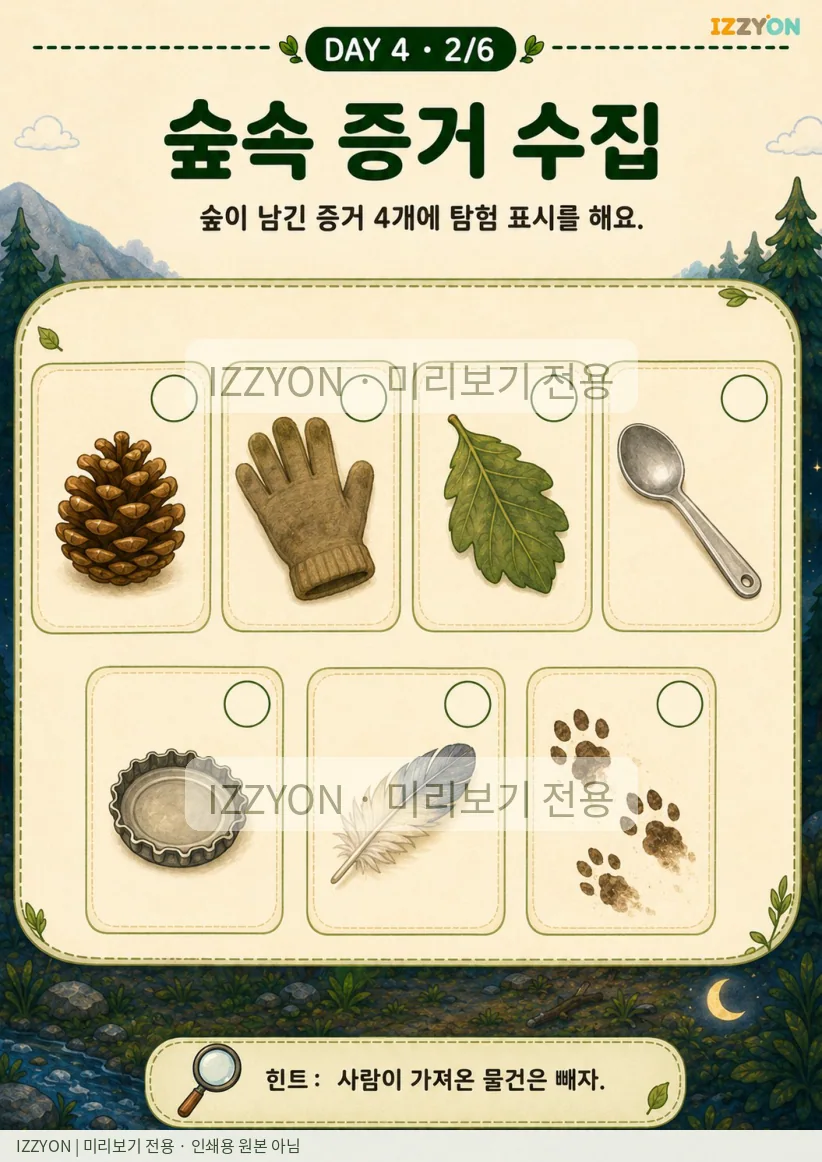 IZZYON
DAY 4 · 2/6
숲속 증거 수집
숲이 남긴 증거 4개에 탐험 표시를 해요.
IZZYON · 미리보기 전용
IZZYON · 미리보기 전용
힌트 : 사람이 가져온 물건은 빼자.
IZZYON | 미리보기 전용 · 인쇄용 원본 아님